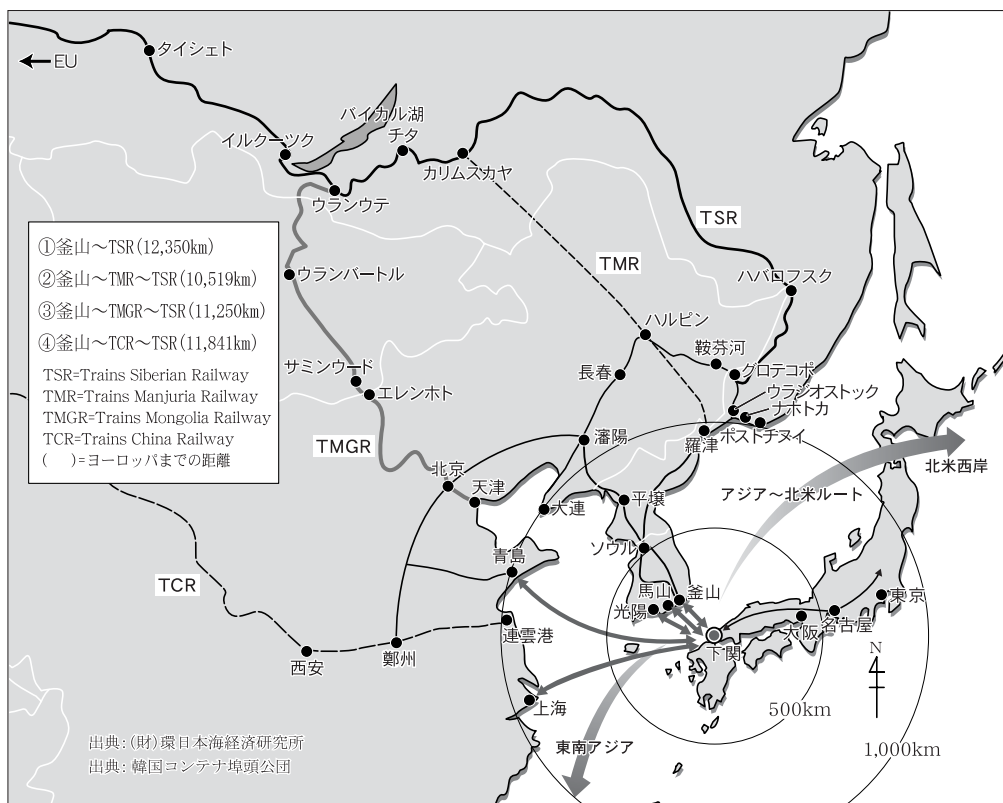 タイシェト
EU
バイカル湖
チタ
イルクーツク
カリムスカヤ
ウランウテ
TSR
①釜山～TSR(12,350km)
②釜山～TMR～TSR(10,519km)
③釜山～TMGR～TSR(11,250km)
④釜山～TCR～TSR(11,841km)
TSR=Trains Siberian Railway
TMR=Trains Manjuria Railway
TMGR=Trains Mongolia Railway
TCR=Trains China Railway
(　)=ヨーロッパまでの距離
ウランバートル
TMR
ハバロフスク
ハルピン
鞍芬河
サミンウード
長春
グロテコポ
エレンホト
ウラジオストック
ナホトカ
ポストチヌイ
TMGR
瀋陽
羅津
北米西岸
北京
天津
アジア～北米ルート
大連
平壌
ソウル
青島
TCR
馬山
釜山
光陽
東京
名古屋
大阪
連雲港
下関
西安
鄭州
N
上海
500km
東南アジア
1,000km
出典:(財)環日本海経済研究所
出典:韓国コンテナ埠頭公団